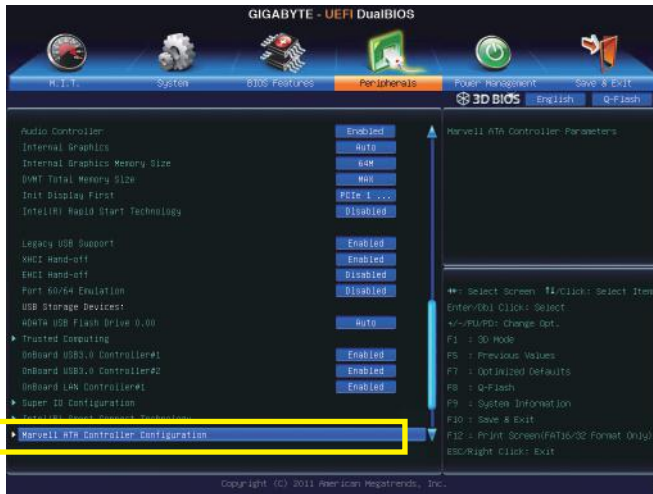 GIGABYTE - UEFI DualBIOS
M.I.T. System BIOS Features Peripherals Power Management Save & Exit
3D BIOS English Q-Flash
Audio Controller Enabled
Internal Graphics Auto
Internal Graphics Memory Size 64M
DVMT Total Memory Size MAX
Init Display First PCIe 1 ...
Intel(R) Rapid Start Technology Disabled
Legacy USB Support Enabled
XHCI Hand-off Enabled
EHCI Hand-off Disabled
Port 60/64 Emulation Disabled
USB Storage Devices:
ADATA USB Flash Drive 0.00 Auto
Trusted Computing
OnBoard USB3.0 Controller#1 Enabled
OnBoard USB3.0 Controller#2 Enabled
OnBoard LAN Controller#1 Enabled
Super IO Configuration
Intel(R) Smart Connect Technology
Marvell ATA Controller Configuration
Marvell ATA Controller Parameters
↔: Select Screen ↑↓/Click: Select Item
Enter/Dbl Click: Select
+/-/PU/PD: Change Opt.
F1 : 3D Mode
F5 : Previous Values
F7 : Optimized Defaults
F8 : Q-Flash
F9 : System Information
F10 : Save & Exit
F12 : Print Screen(FAT16/32 Format Only)
ESC/Right Click: Exit
Copyright (C) 2011 American Megatrends, Inc.